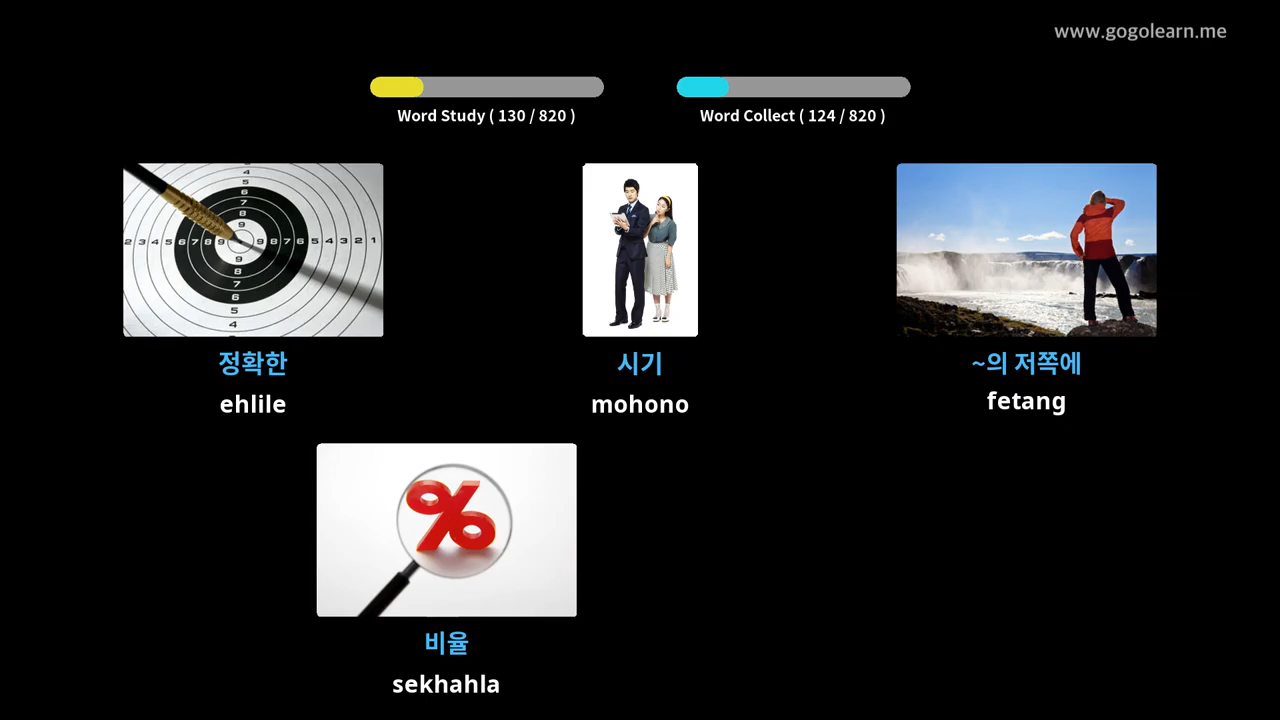 www.gogolearn.me
Word Study ( 130 / 820 )
Word Collect ( 124 / 820 )
정확한
ehlile
시기
mohono
~의 저쪽에
fetang
비율
sekhahla